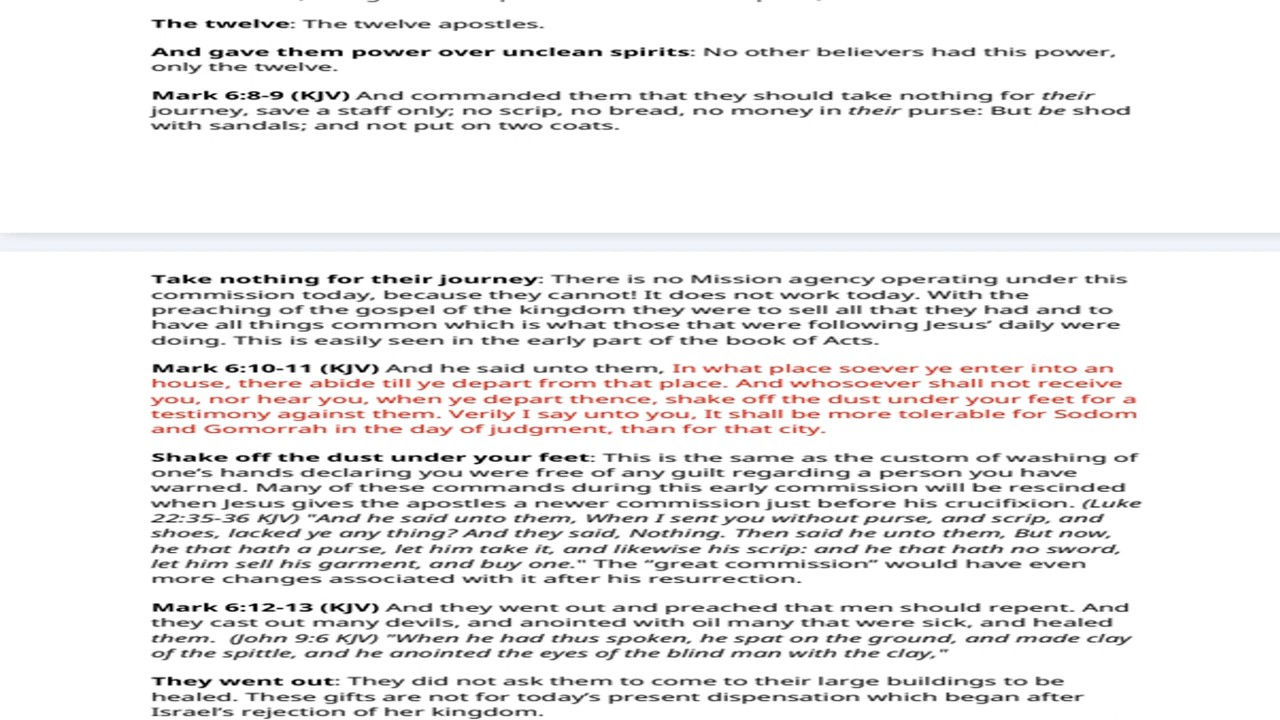 The twelve: The twelve apostles.
And gave them power over unclean spirits: No other believers had this power,
only the twelve.
Mark 6:8-9 (KJV) And commanded them that they should take nothing for their
journey, save a staff only; no scrip, no bread, no money in their purse: But be shod
with sandals; and not put on two coats.
Take nothing for their journey: There is no Mission agency operating under this
commission today, because they cannot! It does not work today. With the
preaching of the gospel of the kingdom they were to sell all that they had and to
have all things common which is what those that were following Jesus’ daily were
doing. This is easily seen in the early part of the book of Acts.
Mark 6:10-11 (KJV) And he said unto them, In what place soever ye enter into an
house, there abide till ye depart from that place. And whosoever shall not receive
you, nor hear you, when ye depart thence, shake off the dust under your feet for a
testimony against them. Verily I say unto you, It shall be more tolerable for Sodom
and Gomorrah in the day of judgment, than for that city.
Shake off the dust under your feet: This is the same as the custom of washing of
one’s hands declaring you were free of any guilt regarding a person you have
warned. Many of these commands during this early commission will be rescinded
when Jesus gives the apostles a newer commission just before his crucifixion. (Luke
22:35-36 KJV) "And he said unto them, When I sent you without purse, and scrip, and
shoes, lacked ye any thing? And they said, Nothing. Then said he unto them, But now,
he that hath a purse, let him take it, and likewise his scrip: and he that hath no sword,
let him sell his garment, and buy one." The “great commission” would have even
more changes associated with it after his resurrection.
Mark 6:12-13 (KJV) And they went out and preached that men should repent. And
they cast out many devils, and anointed with oil many that were sick, and healed
them. (John 9:6 KJV) "When he had thus spoken, he spat on the ground, and made clay
of the spittle, and he anointed the eyes of the blind man with the clay,"
They went out: They did not ask them to come to their large buildings to be
healed. These gifts are not for today’s present dispensation which began after
Israel’s rejection of her kingdom.